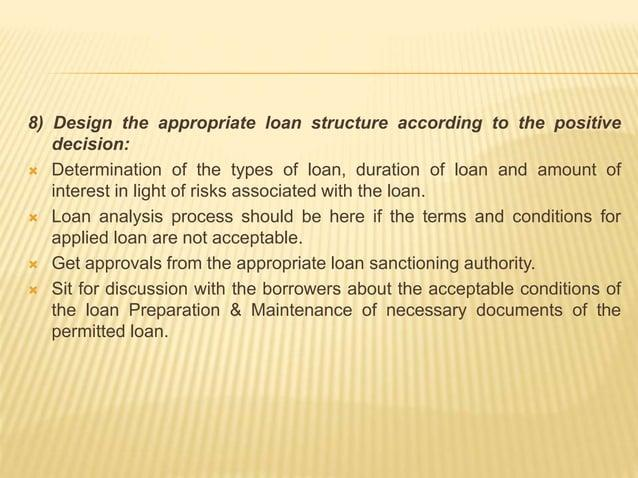 8) Design the appropriate loan structure according to the positive
decision:
Determination of the types of loan, duration of loan and amount of
interest in light of risks associated with the loan.
Loan analysis process should be here if the terms and conditions for
applied loan are not acceptable.
Get approvals from the appropriate loan sanctioning authority.
Sit for discussion with the borrowers about the acceptable conditions of
the loan Preparation & Maintenance of necessary documents of the
permitted loan.